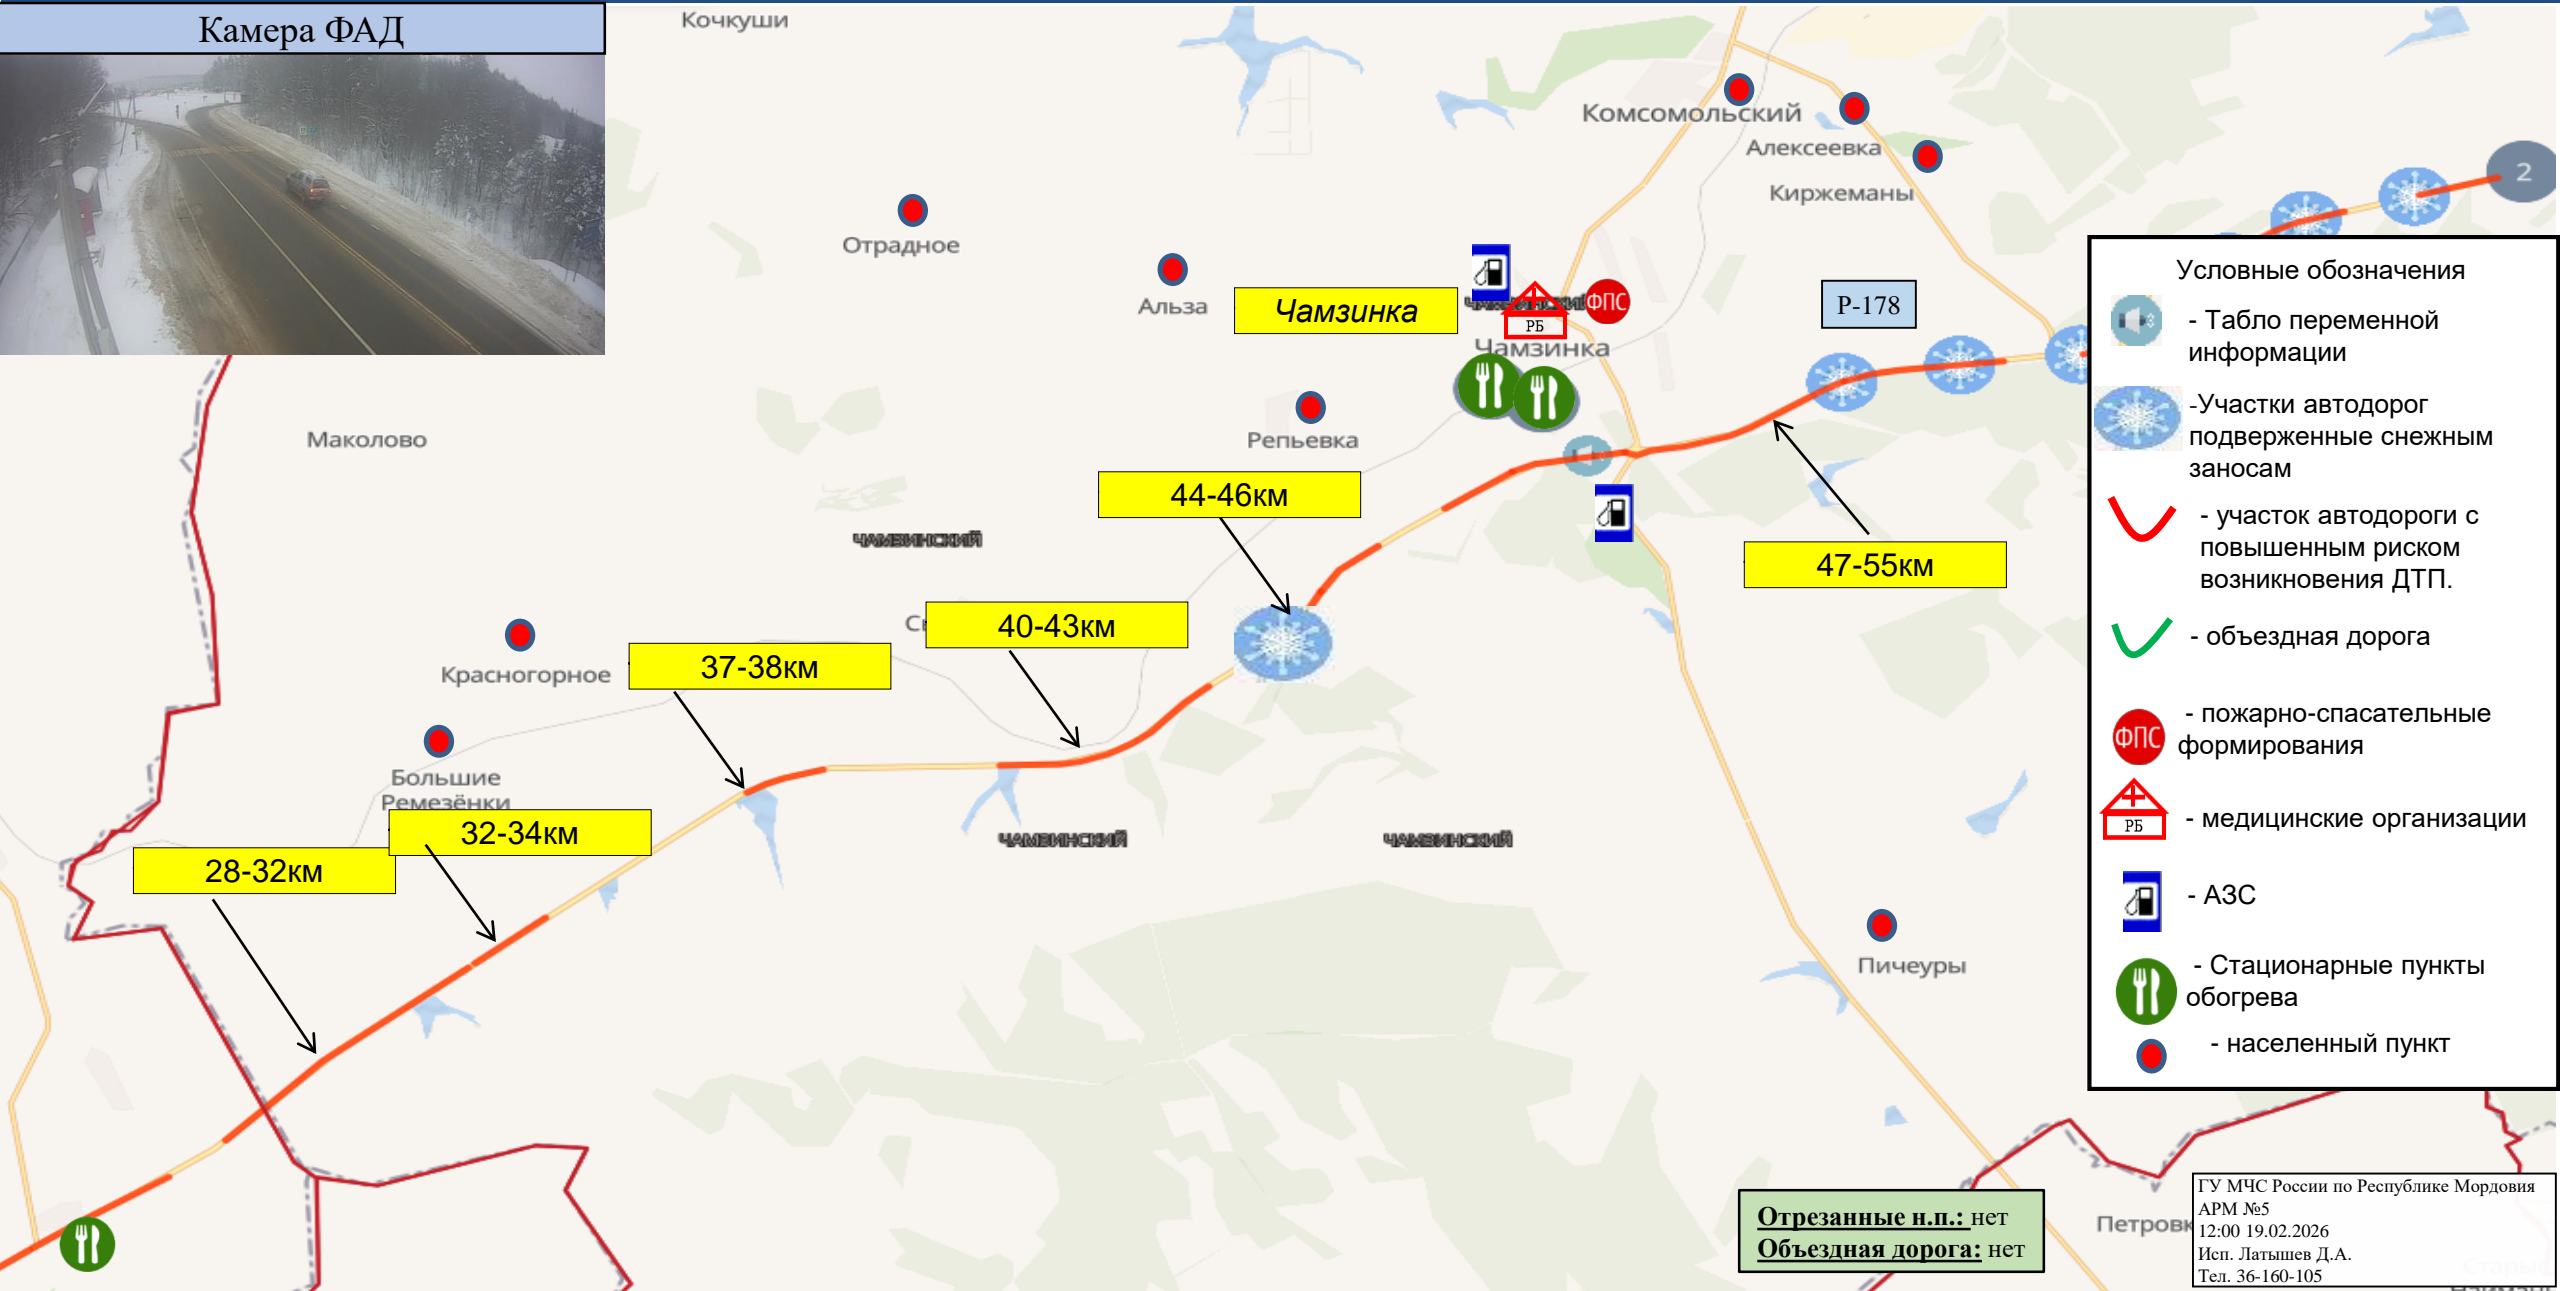 Камера ФАД
Кочкуши
Комсомольский
Алексеевка
Киржеманы
2
Отрадное
Альза
Чамзинка
ФПС
РБ
Чамзинка
Р-178
Маколово
Репьевка
44-46км
ЧАМЗИНСКИЙ
47-55км
40-43км
37-38км
Красногорное
Большие
Ремезёнки
32-34км
28-32км
ЧАМЗИНСКИЙ
ЧАМЗИНСКИЙ
Пичеуры
Условные обозначения
- Табло переменной
информации
-Участки автодорог
подверженные снежным
заносам
- участок автодороги с
повышенным риском
возникновения ДТП.
- объездная дорога
ФПС
- пожарно-спасательные
формирования
РБ
- медицинские организации
- АЗС
- Стационарные пункты
обогрева
- населенный пункт
Отрезанные н.п.: нет
Объездная дорога: нет
ГУ МЧС России по Республике Мордовия
АРМ №5
12:00 19.02.2026
Исп. Латышев Д.А.
Тел. 36-160-105